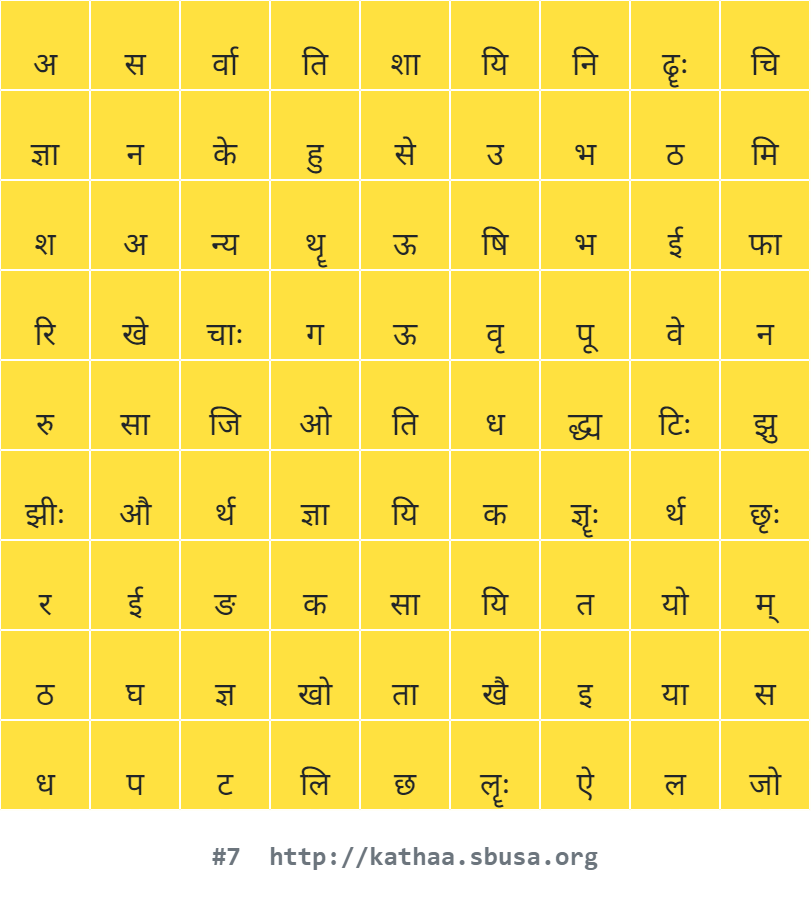 अ स र्वा ति शा यि नि ढॄः चि
ज्ञा न के हु से उ भ ठ मि
श अ न्य थॄ ऊ षि भ ई फा
रि खे चाः ग ऊ वृ पू वे न
रु सा जि ओ ति ध द्ध्य टिः झु
झीः औ र्थ ज्ञा यि क ज्ञॄः र्थ छृः
र ई ङ क सा यि त यो म्
ठ घ ज्ञ खो ता खै इ या स
ध प ट लि छ लॄः ऐ ल जो
#7 http://kathaa.sbusa.org